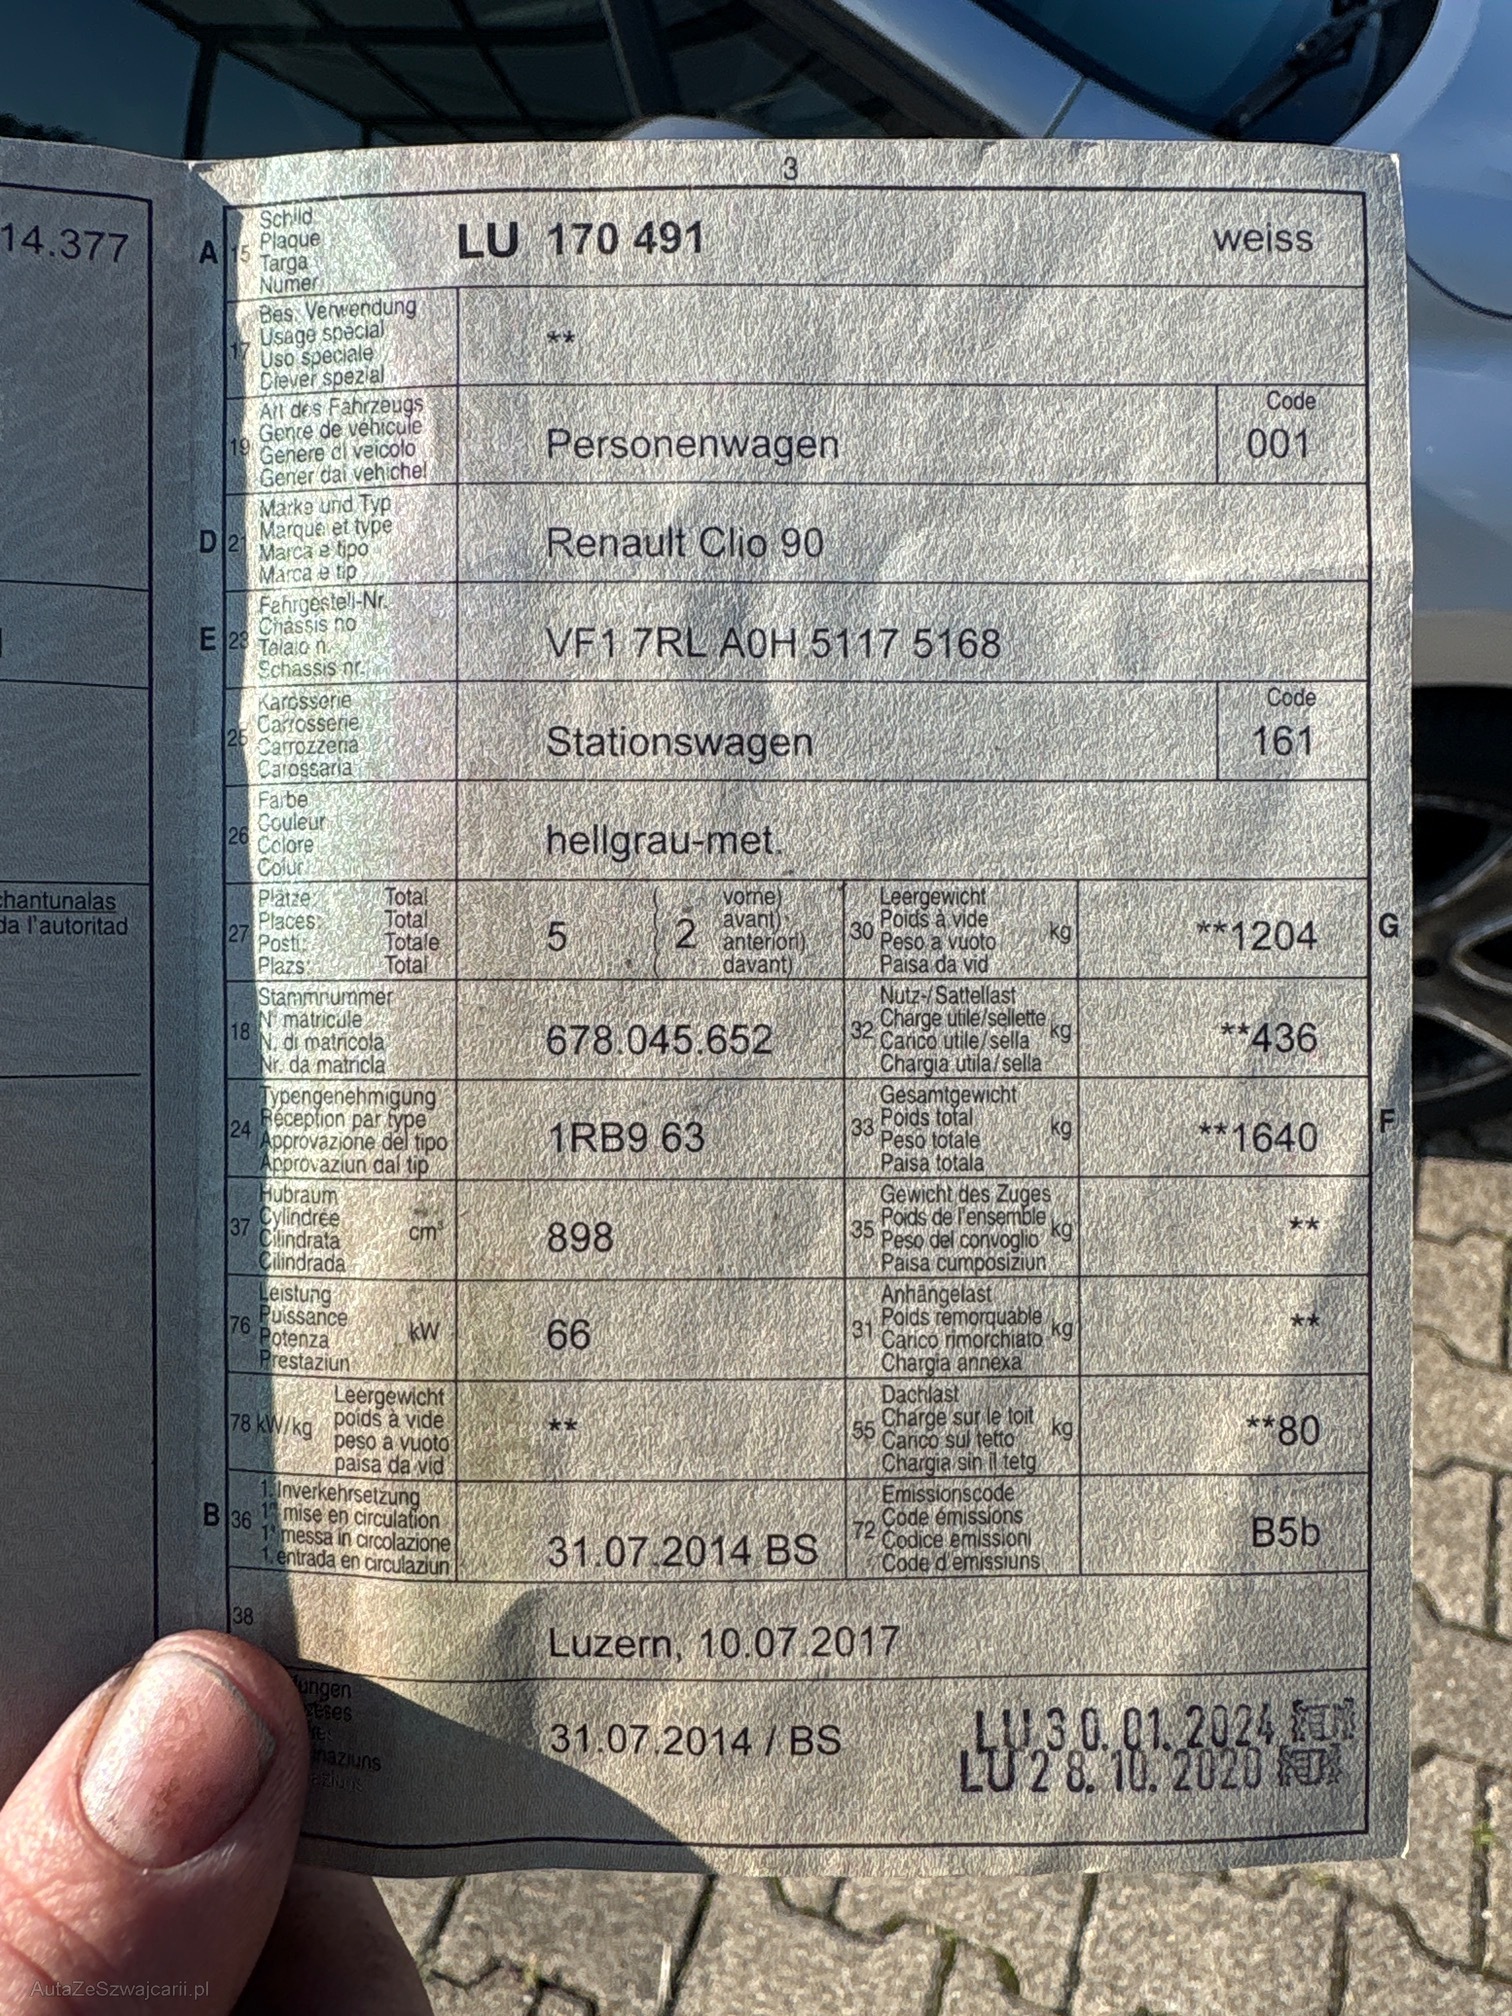 3
14.377
chantunalas
da l'autoritad
A 15 Schild
Plaque
Targa
Numer
LU 170 491 weiss
17 Bes. Verwendung
Usage spécial
Uso speciale
Diever spezial
**
19 Art des Fahrzeugs
Genre de véhicule
Genere di veicolo
Gener dal vehichel
Personenwagen
Code
001
D 21 Marke und Typ
Marque et type
Marca e tipo
Marca e tip
Renault Clio 90
E 23 Fahrgestell-Nr.
Châssis no
Telaio n.
Schassis nr.
VF1 7RL A0H 5117 5168
25 Karosserie
Carrosserie
Carrozzeria
Carossaria
Stationswagen
Code
161
26 Farbe
Couleur
Colore
Colur
hellgrau-met.
27 Plätze: Total
Places: Total
Posti: Totale
Plazs: Total
5 ( 2 vorne)
avant)
anteriori)
davant)
30 Leergewicht
Poids à vide
Peso a vuoto
Paisa da vid
kg **1204 G
18 Stammnummer
N° matricule
N. di matricola
Nr. da matricla
678.045.652
32 Nutz-/Sattellast
Charge utile/sellette
Carico utile/sella
Chargia utila/sella
kg **436
24 Typengenehmigung
Réception par type
Approvazione del tipo
Approvaziun dal tip
1RB9 63
33 Gesamtgewicht
Poids total
Peso totale
Paisa totala
kg **1640 F
37 Hubraum
Cylindrée
Cilindrata
Cilindrada
cm³ 898
35 Gewicht des Zuges
Poids de l'ensemble
Peso del convoglio
Paisa cumposiziun
kg **
76 Leistung
Puissance
Potenza
Prestaziun
kW 66
31 Anhängelast
Poids remorquable
Carico rimorchiato
Chargia annexa
kg **
78 kW/kg Leergewicht
poids à vide
peso a vuoto
paisa da vid
**
55 Dachlast
Charge sur le toit
Carico sul tetto
Chargia sin il tetg
kg **80
B 36 1. Inverkehrsetzung
1re mise en circulation
1a messa in circolazione
1. entrada en circulaziun
31.07.2014 BS
72 Emissionscode
Code émissions
Codice emissioni
Code d'emissiuns
B5b
38 Luzern, 10.07.2017
31.07.2014 / BS
LU 3 0. 01. 2024
LU 2 8. 10. 2020
AutaZeSzwajcarii.pl